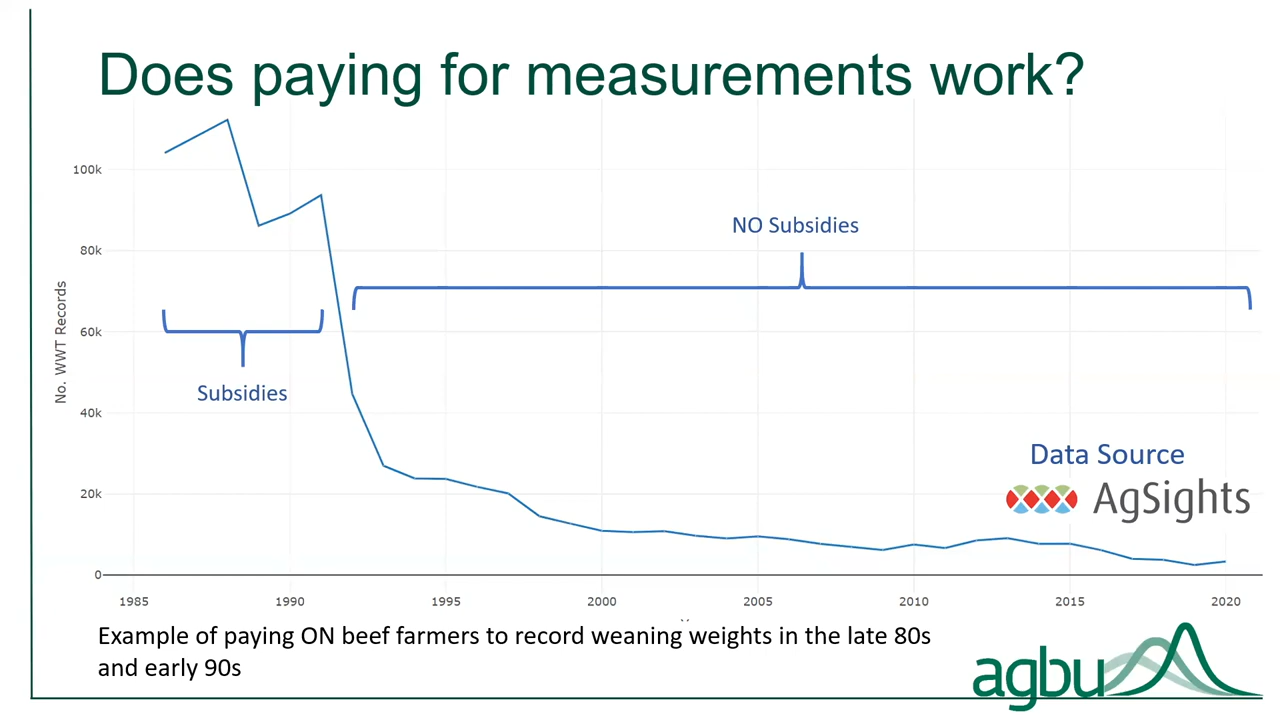 Does paying for measurements work?
100k
80k
60k
40k
20k
0
No. WWT Records
NO Subsidies
Subsidies
Data Source
AgSights
1985
1990
1995
2000
2005
2010
2015
2020
Example of paying ON beef farmers to record weaning weights in the late 80s
and early 90s
agbu